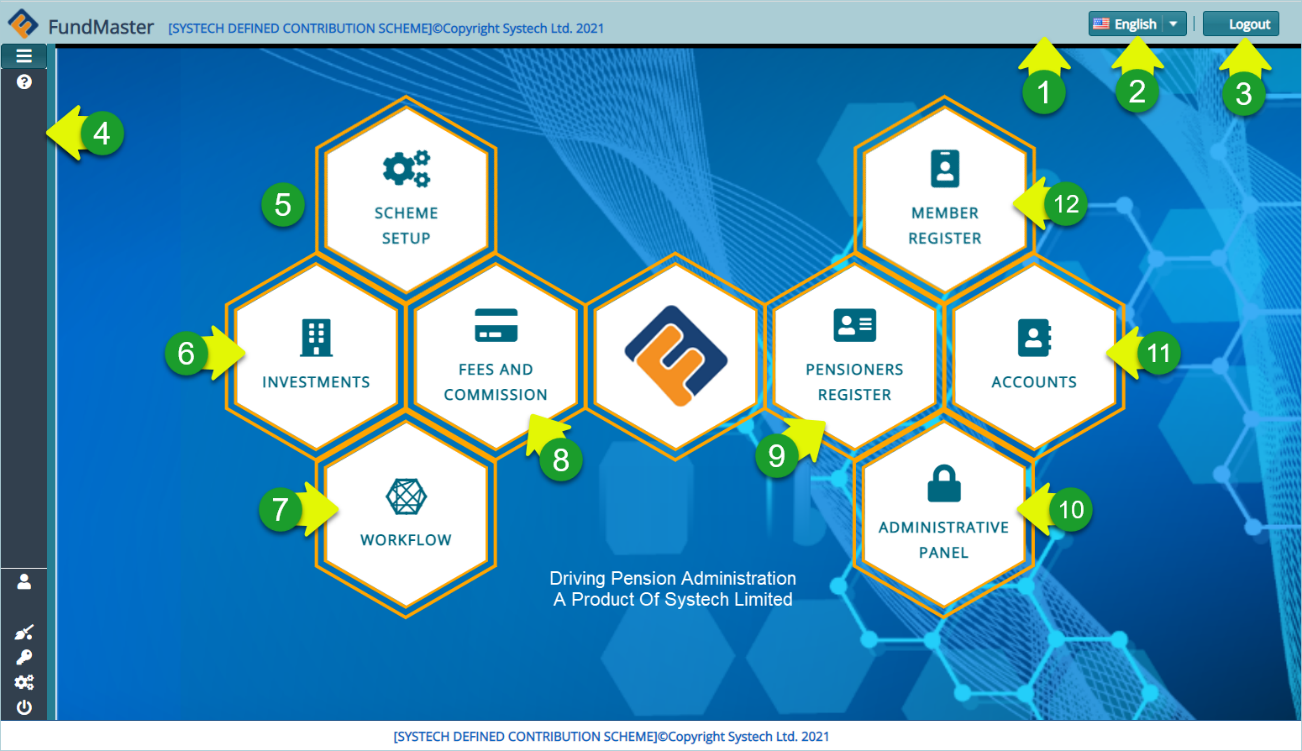 FundMaster [SYSTECH DEFINED CONTRIBUTION SCHEME]©Copyright Systech Ltd. 2021
English
Logout
1
2
3
4
5
SCHEME
SETUP
MEMBER
REGISTER
12
6
INVESTMENTS
FEES AND
COMMISSION
8
PENSIONERS
REGISTER
9
ACCOUNTS
11
7
WORKFLOW
ADMINISTRATIVE
PANEL
10
Driving Pension Administration
A Product Of Systech Limited
[SYSTECH DEFINED CONTRIBUTION SCHEME]©Copyright Systech Ltd. 2021